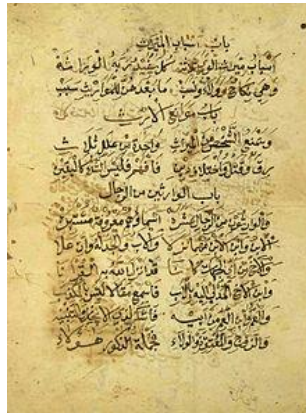 باب اسباب الميراث
اسباب ميراث الورى ثلاثة كل يفيد ربه الوراثة
وهي نكاح وولاء ونسب ما بعدهن للمواريث سبب
باب موانع الارث
ويمنع الشخص من الميراث واحدة من علل ثلاث
رق وقتل واختلاف دين فافهم فليس الشك كاليقين
باب الوارثين من الرجال
والوارثون من الرجال عشرة اسماؤهم معروفة مشتهرة
الابن وابن الابن مهما نزلا والاب والجد له وان علا
والاخ من اي الجهات كانا قد انزل الله به القرانا
وابن الاخ المدلي اليه بالاب فاسمع مقالا ليس بالمكذب
والعم وابن العم من ابيه فاشكر لذي الايجاز والتنبيه
والزوج والمعتق ذو الولاء فجملة الذكور هؤلاء